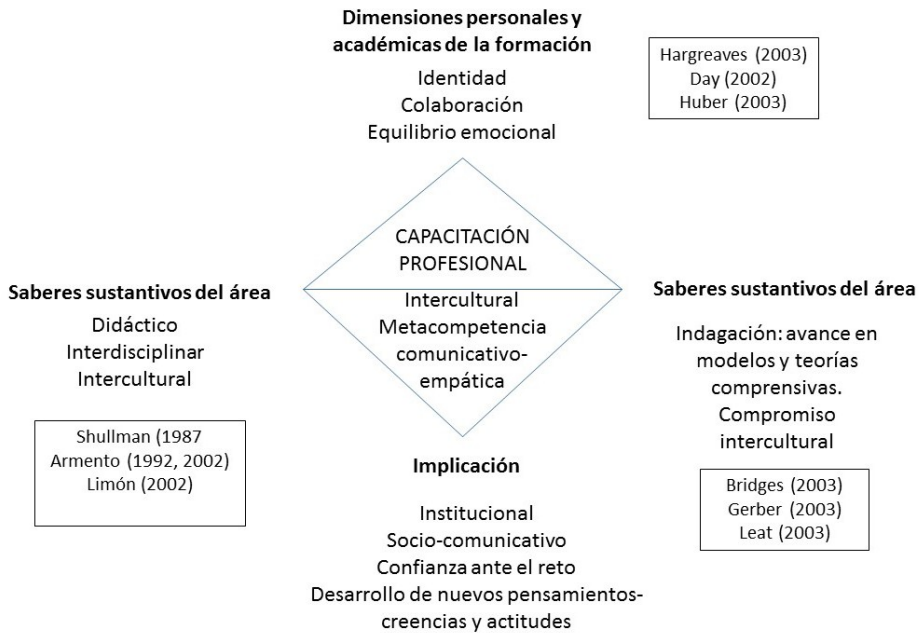 Dimensiones personales y
académicas de la formación
Identidad
Colaboración
Equilibrio emocional
Hargreaves (2003)
Day (2002)
Huber (2003)
CAPACITACIÓN
PROFESIONAL
Intercultural
Metacompetencia
comunicativo-
empática
Saberes sustantivos del área
Didáctico
Interdisciplinar
Intercultural
Shullman (1987
Armento (1992, 2002)
Limón (2002)
Saberes sustantivos del área
Indagación: avance en
modelos y teorías
comprensivas.
Compromiso
intercultural
Bridges (2003)
Gerber (2003)
Leat (2003)
Implicación
Institucional
Socio-comunicativo
Confianza ante el reto
Desarrollo de nuevos pensamientos-
creencias y actitudes